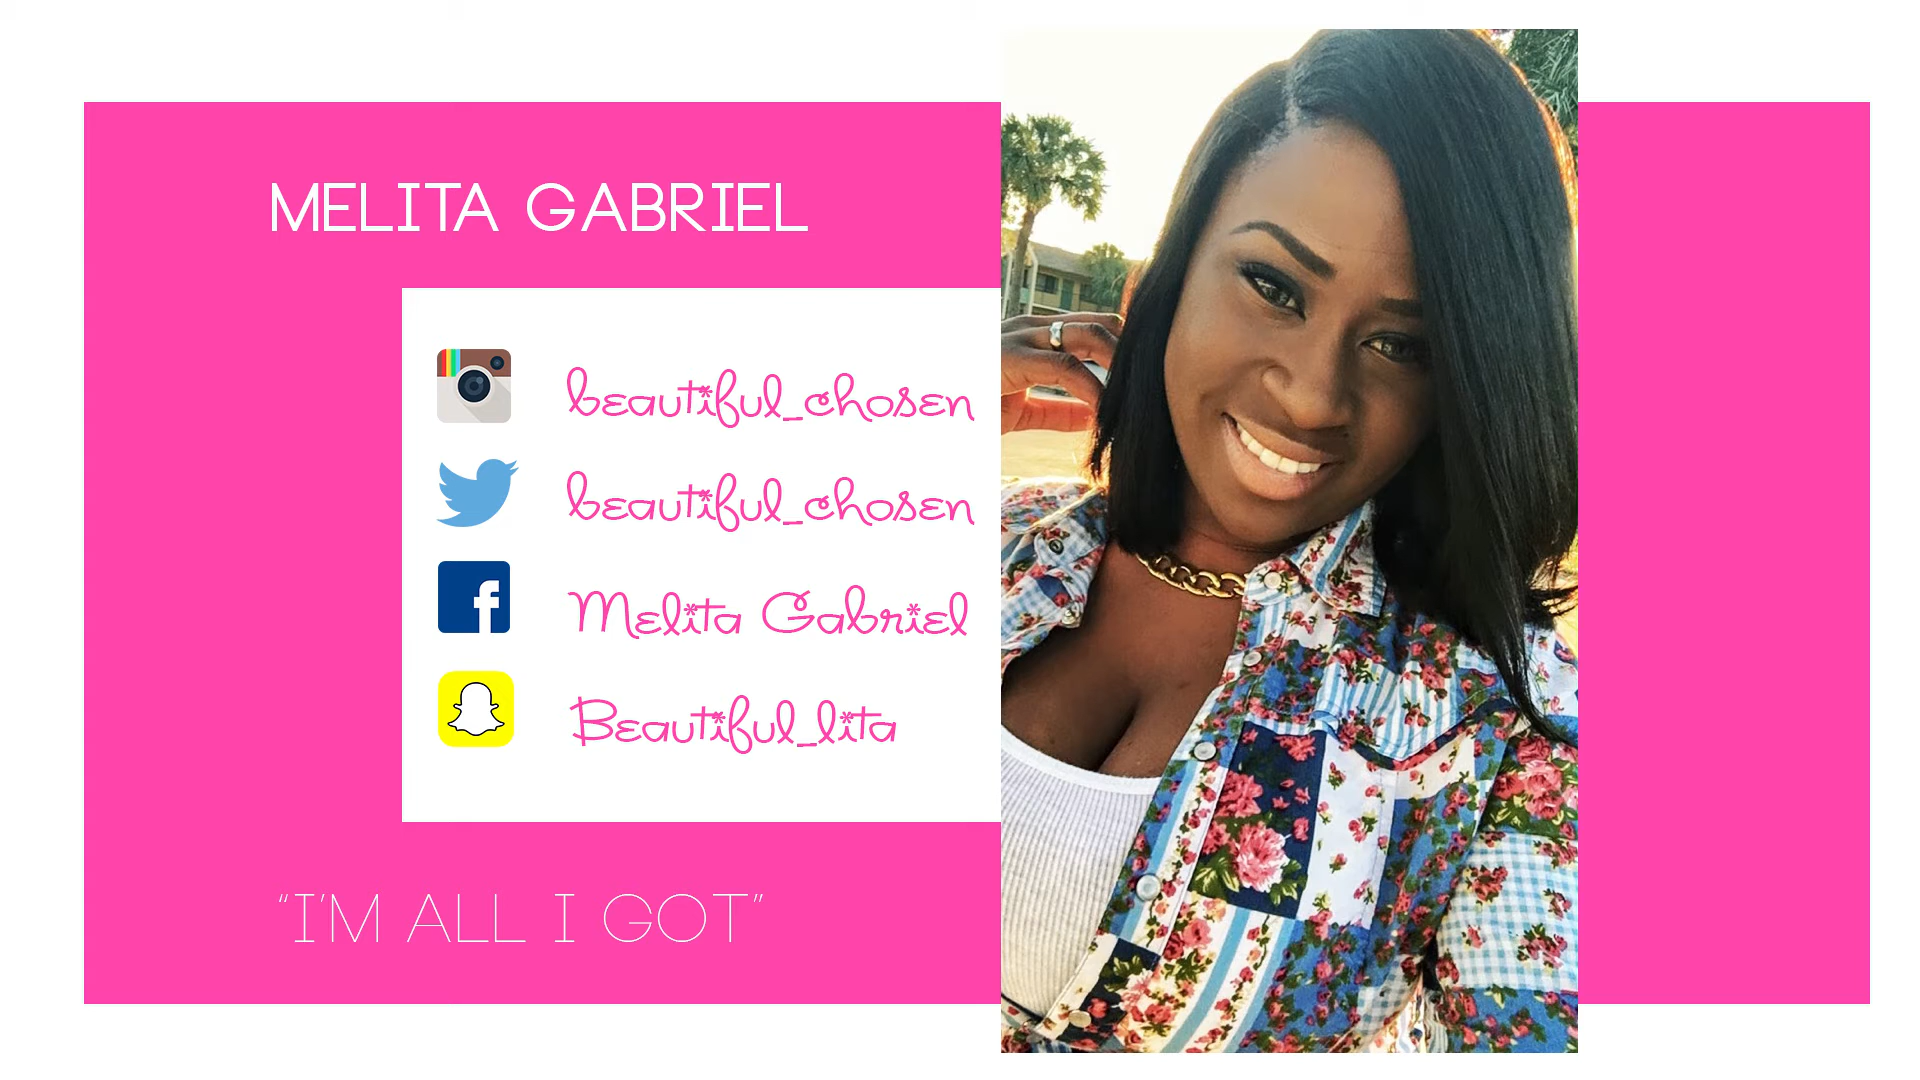 MELITA GABRIEL
beautiful_chosen
beautiful_chosen
Melita Gabriel
Beautiful_lita
"I'M ALL I GOT"